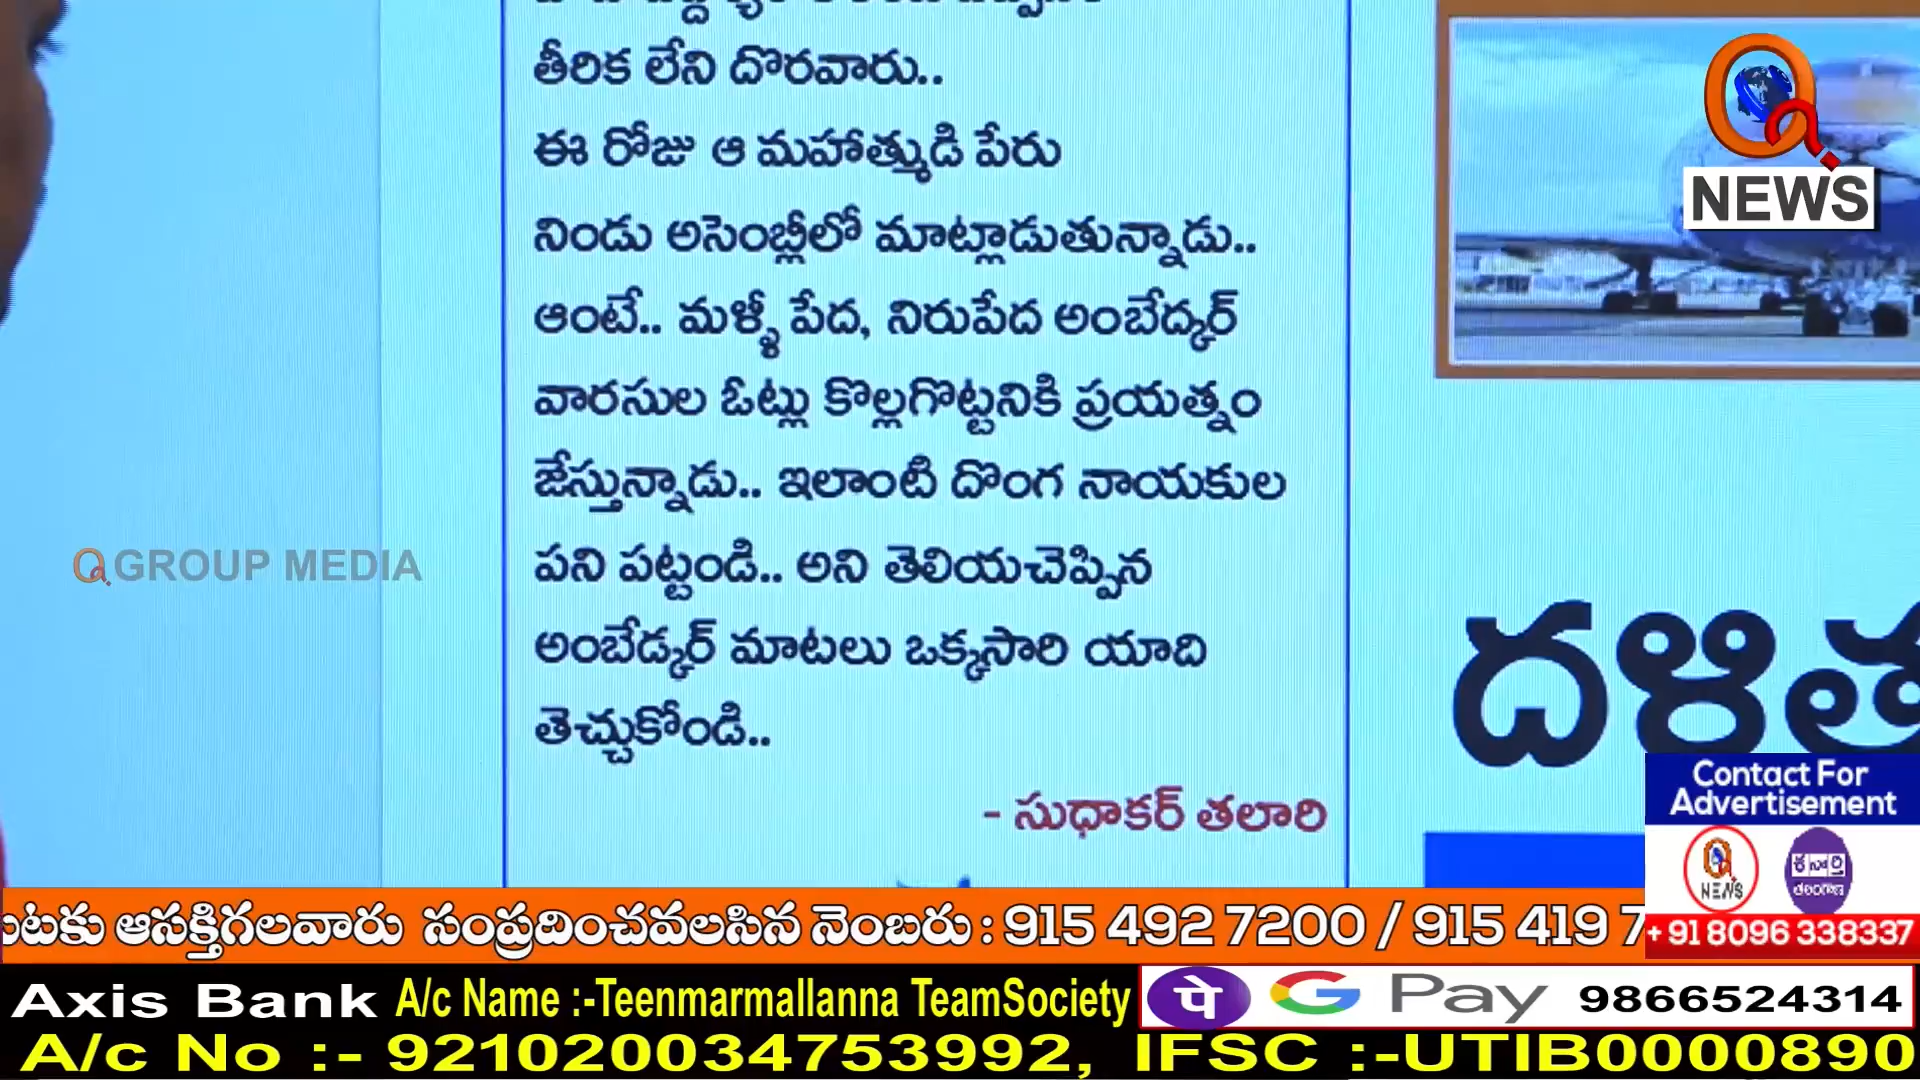 తీరిక లేని దొరవారు..
ఈ రోజు ఆ మహాత్ముడి పేరు
నిండు అసెంబ్లీలో మాట్లాడుతున్నాడు..
ఆంటే.. మళ్ళీ పేద, నిరుపేద అంబేద్కర్
వారసుల ఓట్లు కొల్లగొట్టనికి ప్రయత్నం
జేస్తున్నాడు.. ఇలాంటి దొంగ నాయకుల
పని పట్టండి.. అని తెలియచెప్పిన
అంబేడ్కర్ మాటలు ఒక్కసారి యాది
తెచ్చుకోండి..
- సుధాకర్ తలారి
NEWS
GROUP MEDIA
దళిత
Contact For
Advertisement
NEWS
శనార్తి
తెలంగాణ
+ 91 8096 338337
ఆసక్తిగలవారు సంప్రదించవలసిన నెంబరు : 915 492 7200 / 915 419 7
Axis Bank A/c Name :-Teenmarmallanna TeamSociety
पे G Pay 9866524314
A/c No :- 921020034753992, IFSC :-UTIB0000890